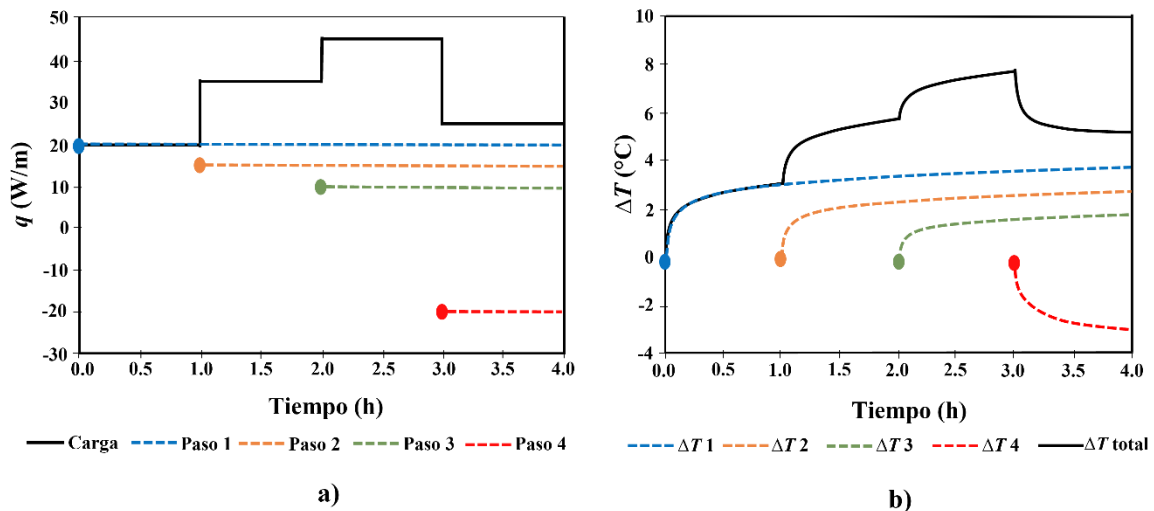 50
40
30
20
10
0
-10
-20
-30
q (W/m)
0.0 0.5 1.0 1.5 2.0 2.5 3.0 3.5 4.0
Tiempo (h)
Carga Paso 1 Paso 2 Paso 3 Paso 4
a)
10
8
6
4
2
0
-2
-4
ΔT (°C)
0.0 0.5 1.0 1.5 2.0 2.5 3.0 3.5 4.0
Tiempo (h)
ΔT 1 ΔT 2 ΔT 3 ΔT 4 ΔT total
b)